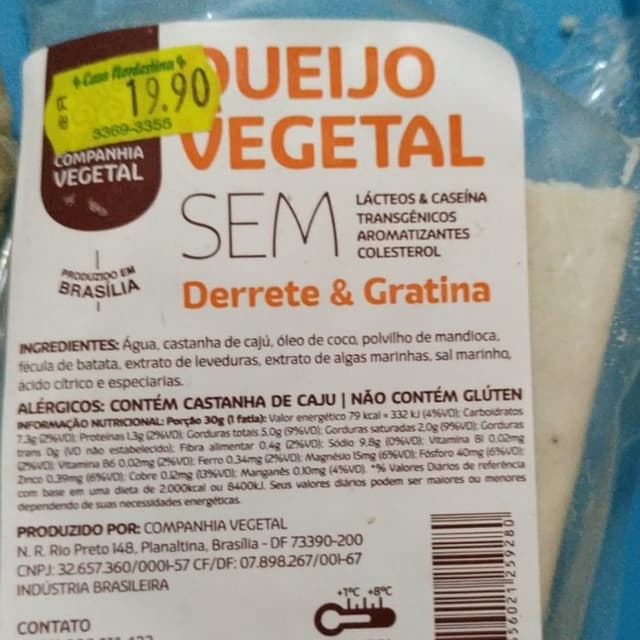 Casa Nordestina
19.90
3369-3355
QUEIJO
VEGETAL
COMPANHIA
VEGETAL
SEM
LÁCTEOS & CASEÍNA
TRANSGÊNICOS
AROMATIZANTES
COLESTEROL
PRODUZIDO EM
BRASÍLIA
Derrete & Gratina
INGREDIENTES: Água, castanha de cajú, óleo de coco, polvilho de mandioca,
fécula de batata, extrato de leveduras, extrato de algas marinhas, sal marinho,
ácido cítrico e especiarias.
ALÉRGICOS: CONTÉM CASTANHA DE CAJU | NÃO CONTÉM GLÚTEN
INFORMAÇÃO NUTRICIONAL: Porção 30g (1 fatia): Valor energético 79 kcal = 332 kJ (4%VD); Carboidratos
7,3g (2%VD); Proteínas 1,3g (2%VD); Gorduras totais 5,0g (9%VD); Gorduras saturadas 2,0g (9%VD); Gorduras
trans 0g (VD não estabelecido); Fibra alimentar 0,4g (2%VD); Sódio 9,8g (0%VD); Vitamina B1 0,02mg
(2%VD); Vitamina B6 0,02mg (2%VD); Ferro 0,34mg (2%VD); Magnésio 15mg (6%VD); Fósforo 40mg (6%VD);
Zinco 0,39mg (6%VD); Cobre 0,12mg (13%VD); Manganês 0,10mg (4%VD). *% Valores Diários de referência
com base em uma dieta de 2.000kcal ou 8400kJ. Seus valores diários podem ser maiores ou menores
dependendo de suas necessidades energéticas.
PRODUZIDO POR: COMPANHIA VEGETAL
N. R. Rio Preto 148, Planaltina, Brasília - DF 73390-200
CNPJ: 32.657.360/0001-57 CF/DF: 07.898.267/001-67
INDÚSTRIA BRASILEIRA
+1°C +8°C
CONTATO